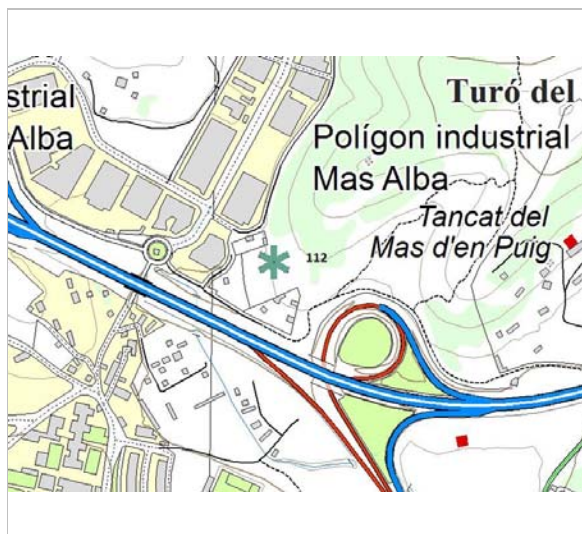 strial
Alba
Turó del
Polígon industrial
Mas Alba
Tancat del
Mas d'en Puig
112